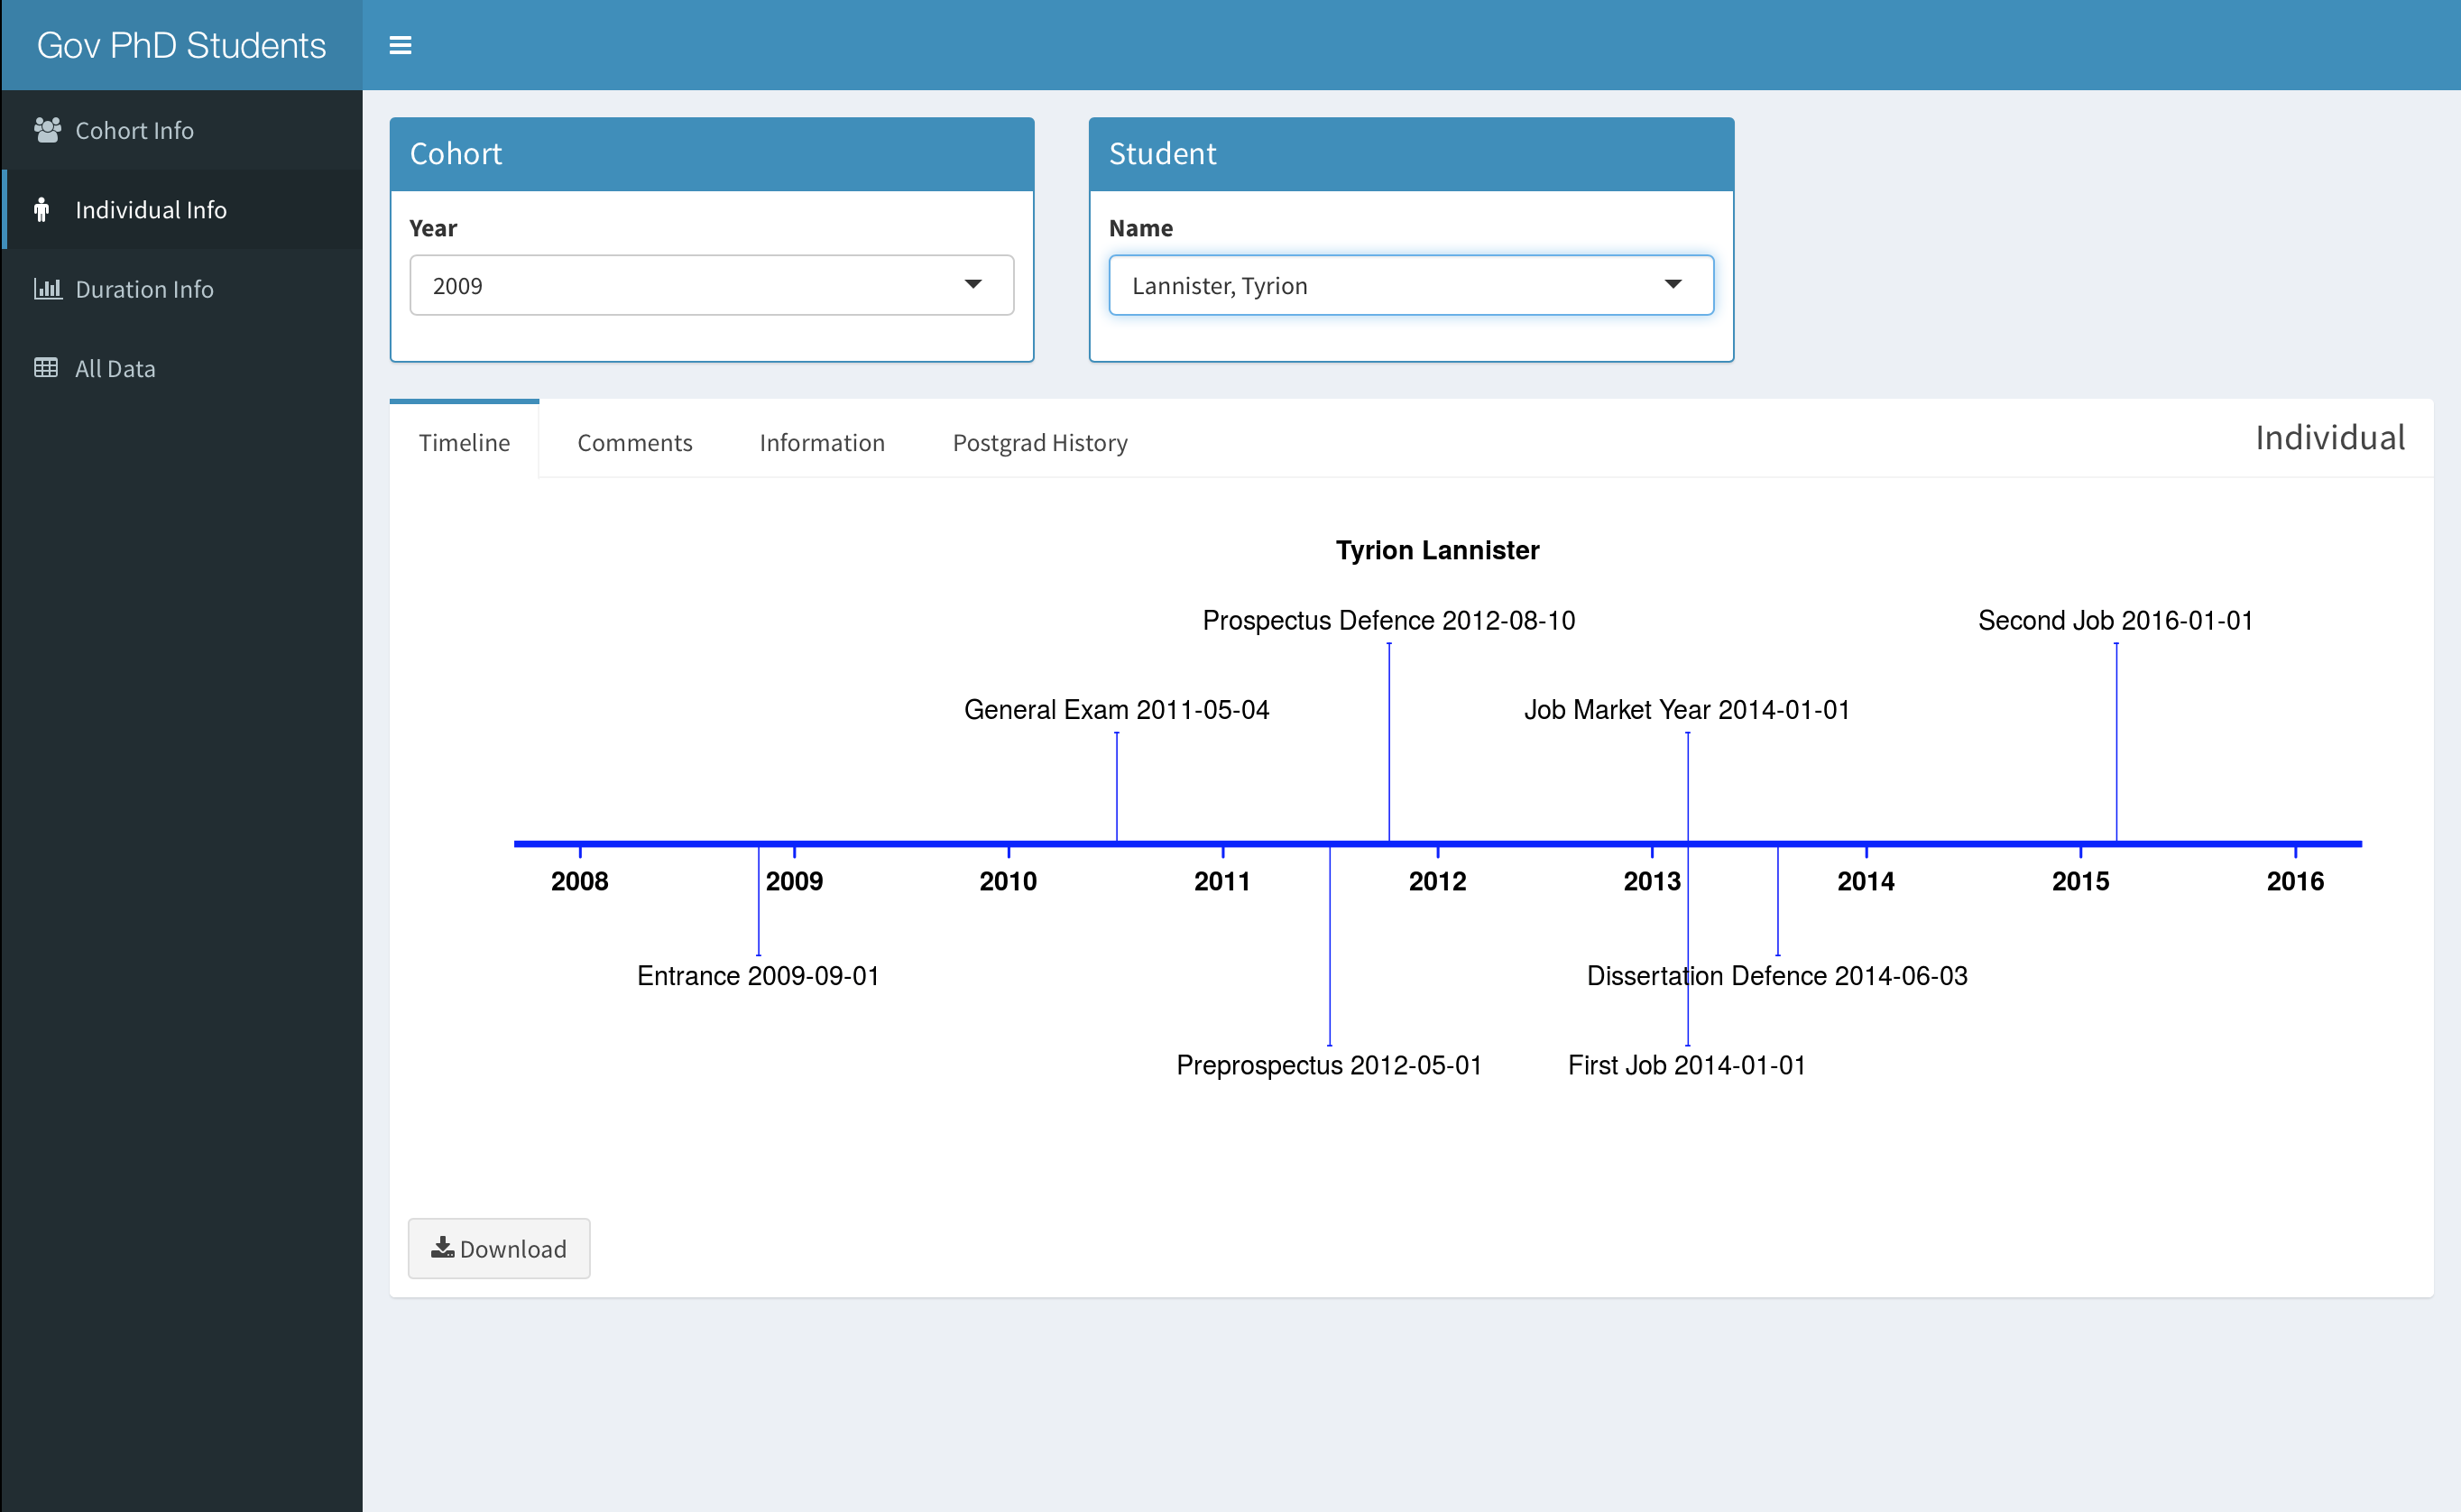 Gov PhD Students
Cohort Info
Individual Info
Duration Info
All Data
Cohort
Year
2009
Student
Name
Lannister, Tyrion
Timeline Comments Information Postgrad History Individual
Tyrion Lannister
Prospectus Defence 2012-08-10 Second Job 2016-01-01
General Exam 2011-05-04 Job Market Year 2014-01-01
2008 2009 2010 2011 2012 2013 2014 2015 2016
Entrance 2009-09-01 Dissertation Defence 2014-06-03
Preprospectus 2012-05-01 First Job 2014-01-01
Download